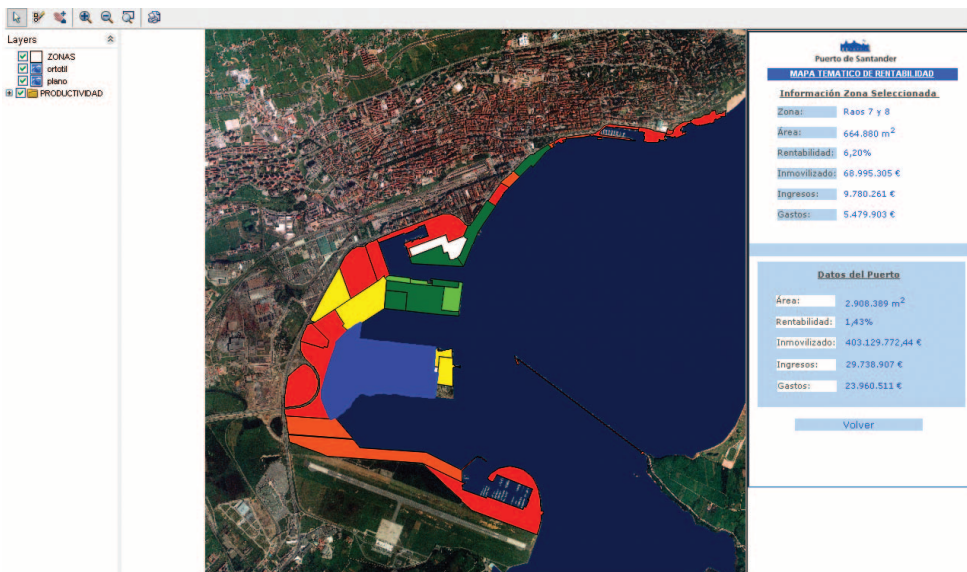 Layers
ZONAS
ortofil
plano
PRODUCTIVIDAD
Puerto de Santander
MAPA TEMATICO DE RENTABILIDAD
Información Zona Seleccionada
Zona: Raos 7 y 8
Área: 664.880 m2
Rentabilidad: 6,20%
Inmovilizado: 68.995.305 €
Ingresos: 9.780.261 €
Gastos: 5.479.903 €
Datos del Puerto
Área: 2.908.389 m2
Rentabilidad: 1,43%
Inmovilizado: 403.129.772,44 €
Ingresos: 29.738.907 €
Gastos: 23.960.511 €
Volver